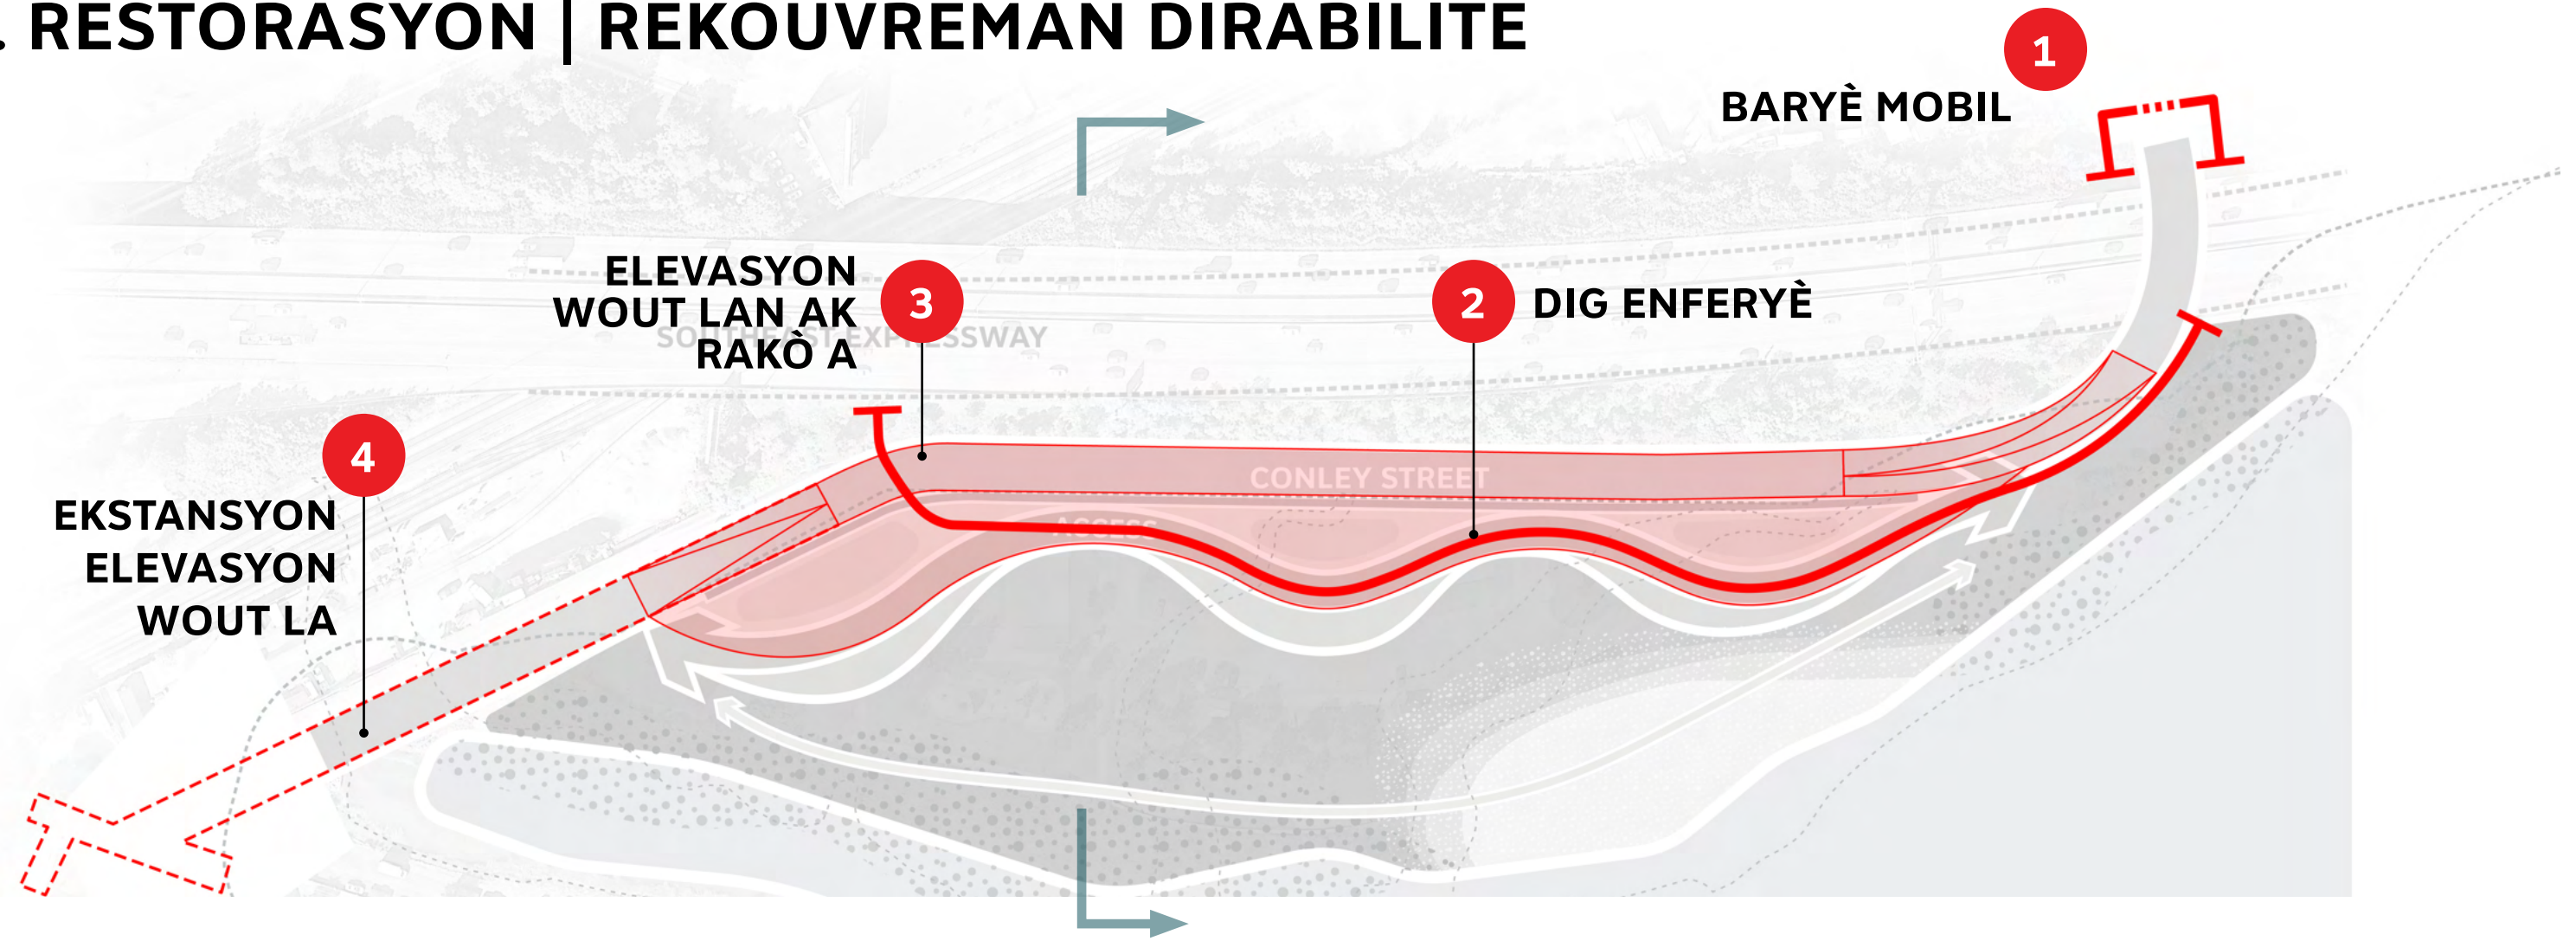 . RESTORASYON | REKOUVREMAN DIRABILITE
1
BARYÈ MOBIL
ELEVASYON
WOUT LAN AK
RAKÒ A
3
SOUTHEAST EXPRESSWAY
2
DIG ENFERYÈ
4
EKSTANSYON
ELEVASYON
WOUT LA
CONLEY STREET
ACCESS